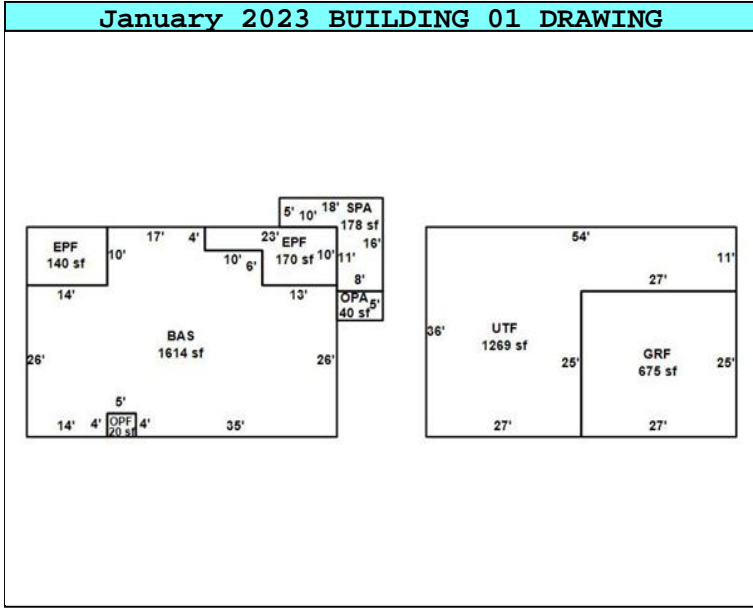 January 2023 BUILDING 01 DRAWING
5' 10' 18' SPA
178 sf
17' 4' 23' 54'
EPF
140 sf
10'
EPF
170 sf
10' 6' 10' 11' 16' 11'
8' 27'
14' 13'
OPA
40 sf
5'
36'
BAS
1614 sf
UTF
1269 sf
GRF
675 sf
26' 26' 25' 25'
5'
14' 4' OPF 4' 35' 27' 27'
20 sf